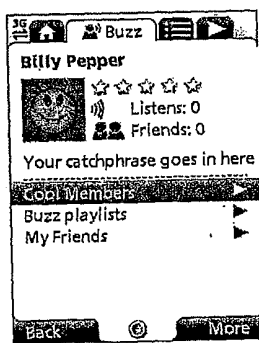 3G
Buzz
Billy Pepper
Listens: 0
Friends: 0
Your catchphrase goes in here
Cool Members
Buzz playlists
My Friends
Back
More